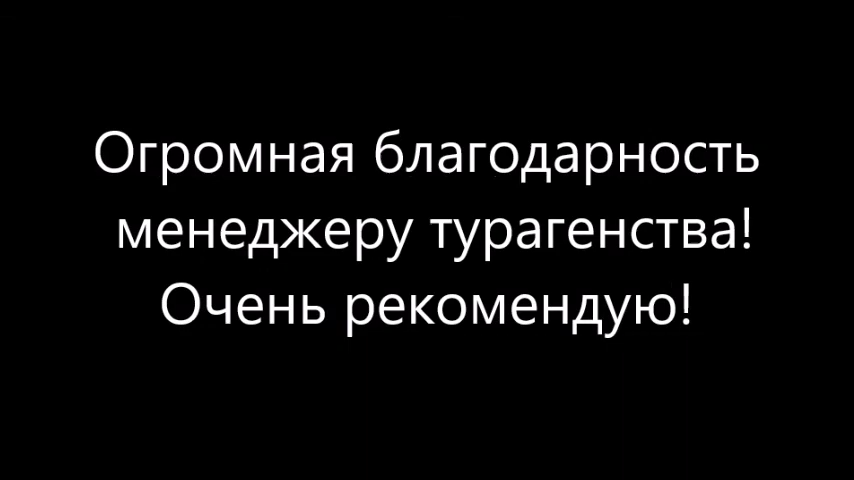 Огромная благодарность
менеджеру турагенства!
Очень рекомендую!